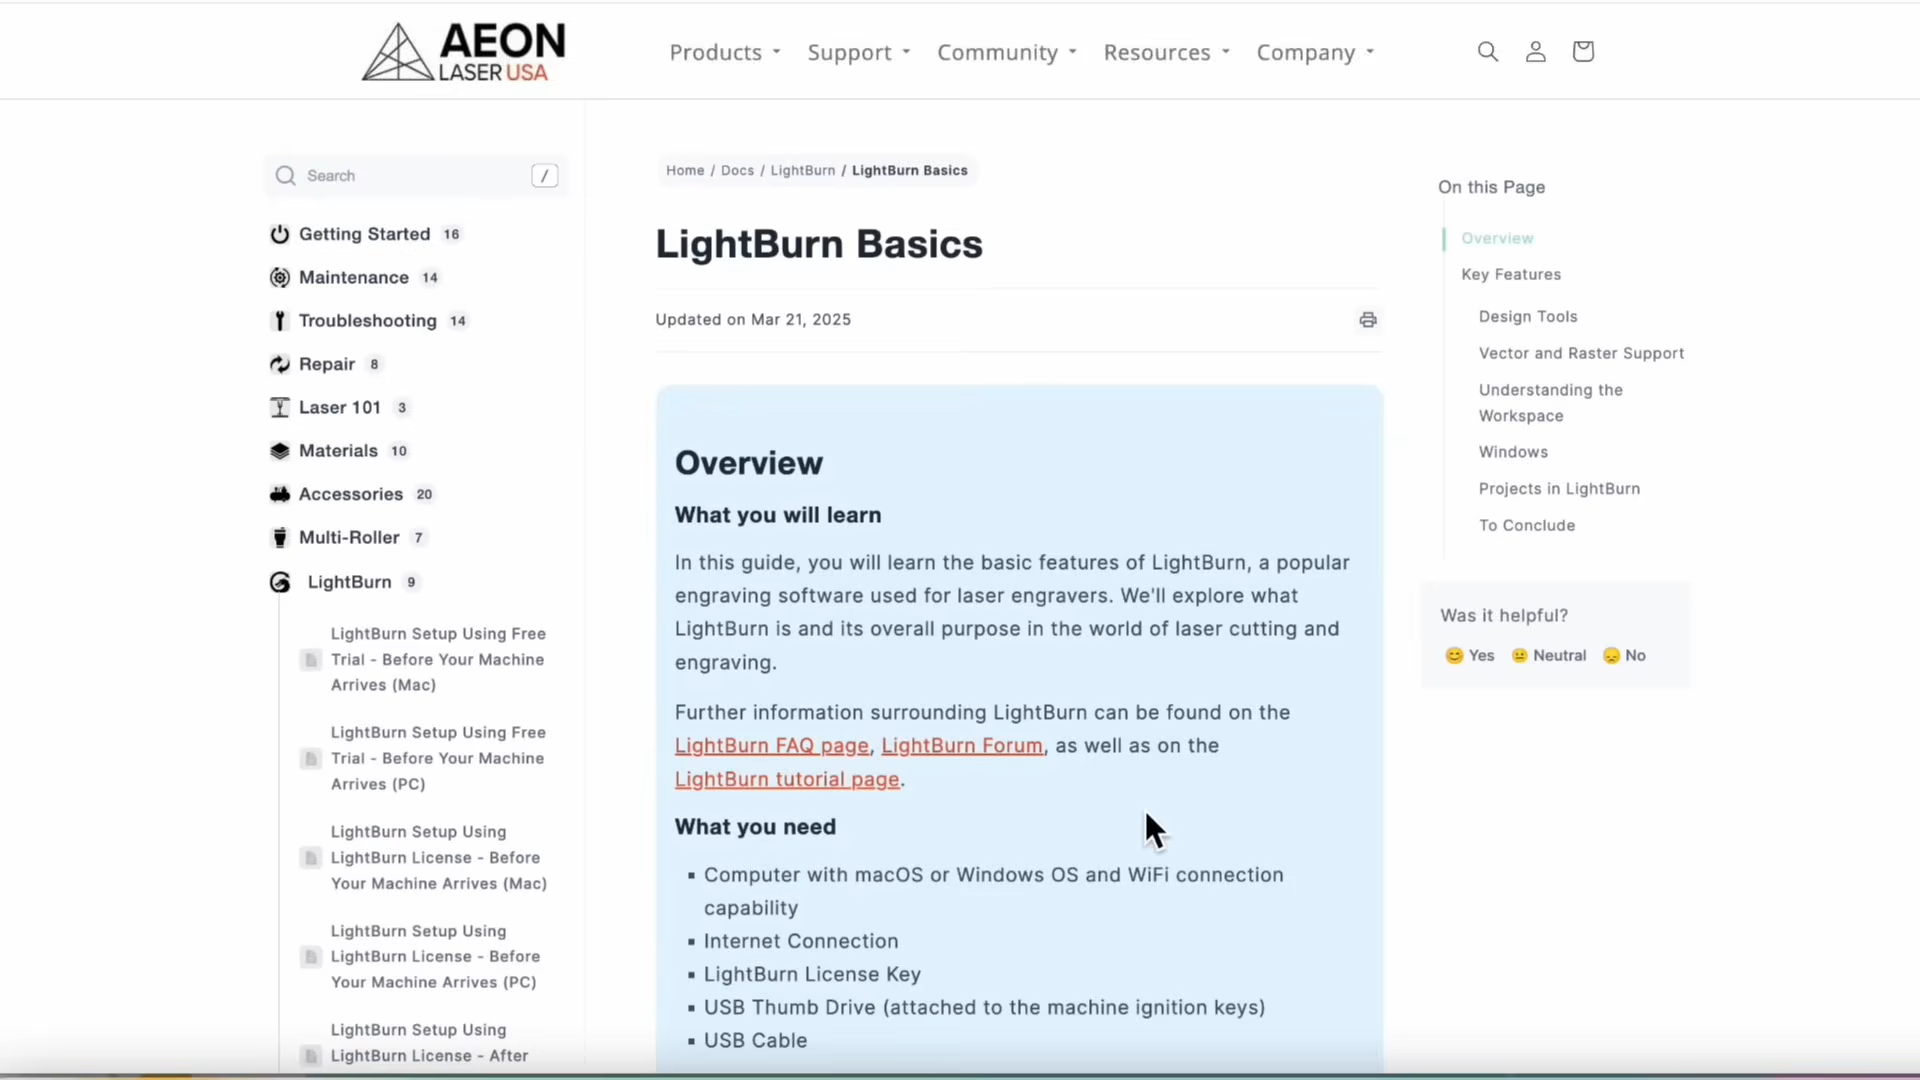 AEON
LASER USA
Products
Support
Community
Resources
Company
Search
/
Getting Started 16
Maintenance 14
Troubleshooting 14
Repair 8
Laser 101 3
Materials 10
Accessories 20
Multi-Roller 7
LightBurn 9
LightBurn Setup Using Free
Trial - Before Your Machine
Arrives (Mac)
LightBurn Setup Using Free
Trial - Before Your Machine
Arrives (PC)
LightBurn Setup Using
LightBurn License - Before
Your Machine Arrives (Mac)
LightBurn Setup Using
LightBurn License - Before
Your Machine Arrives (PC)
LightBurn Setup Using
LightBurn License - After
Home / Docs / LightBurn / LightBurn Basics
LightBurn Basics
Updated on Mar 21, 2025
Overview
What you will learn
In this guide, you will learn the basic features of LightBurn, a popular
engraving software used for laser engravers. We'll explore what
LightBurn is and its overall purpose in the world of laser cutting and
engraving.
Further information surrounding LightBurn can be found on the
LightBurn FAQ page, LightBurn Forum, as well as on the
LightBurn tutorial page.
What you need
▪ Computer with macOS or Windows OS and WiFi connection
capability
▪ Internet Connection
▪ LightBurn License Key
▪ USB Thumb Drive (attached to the machine ignition keys)
▪ USB Cable
On this Page
Overview
Key Features
Design Tools
Vector and Raster Support
Understanding the
Workspace
Windows
Projects in LightBurn
To Conclude
Was it helpful?
Yes Neutral No